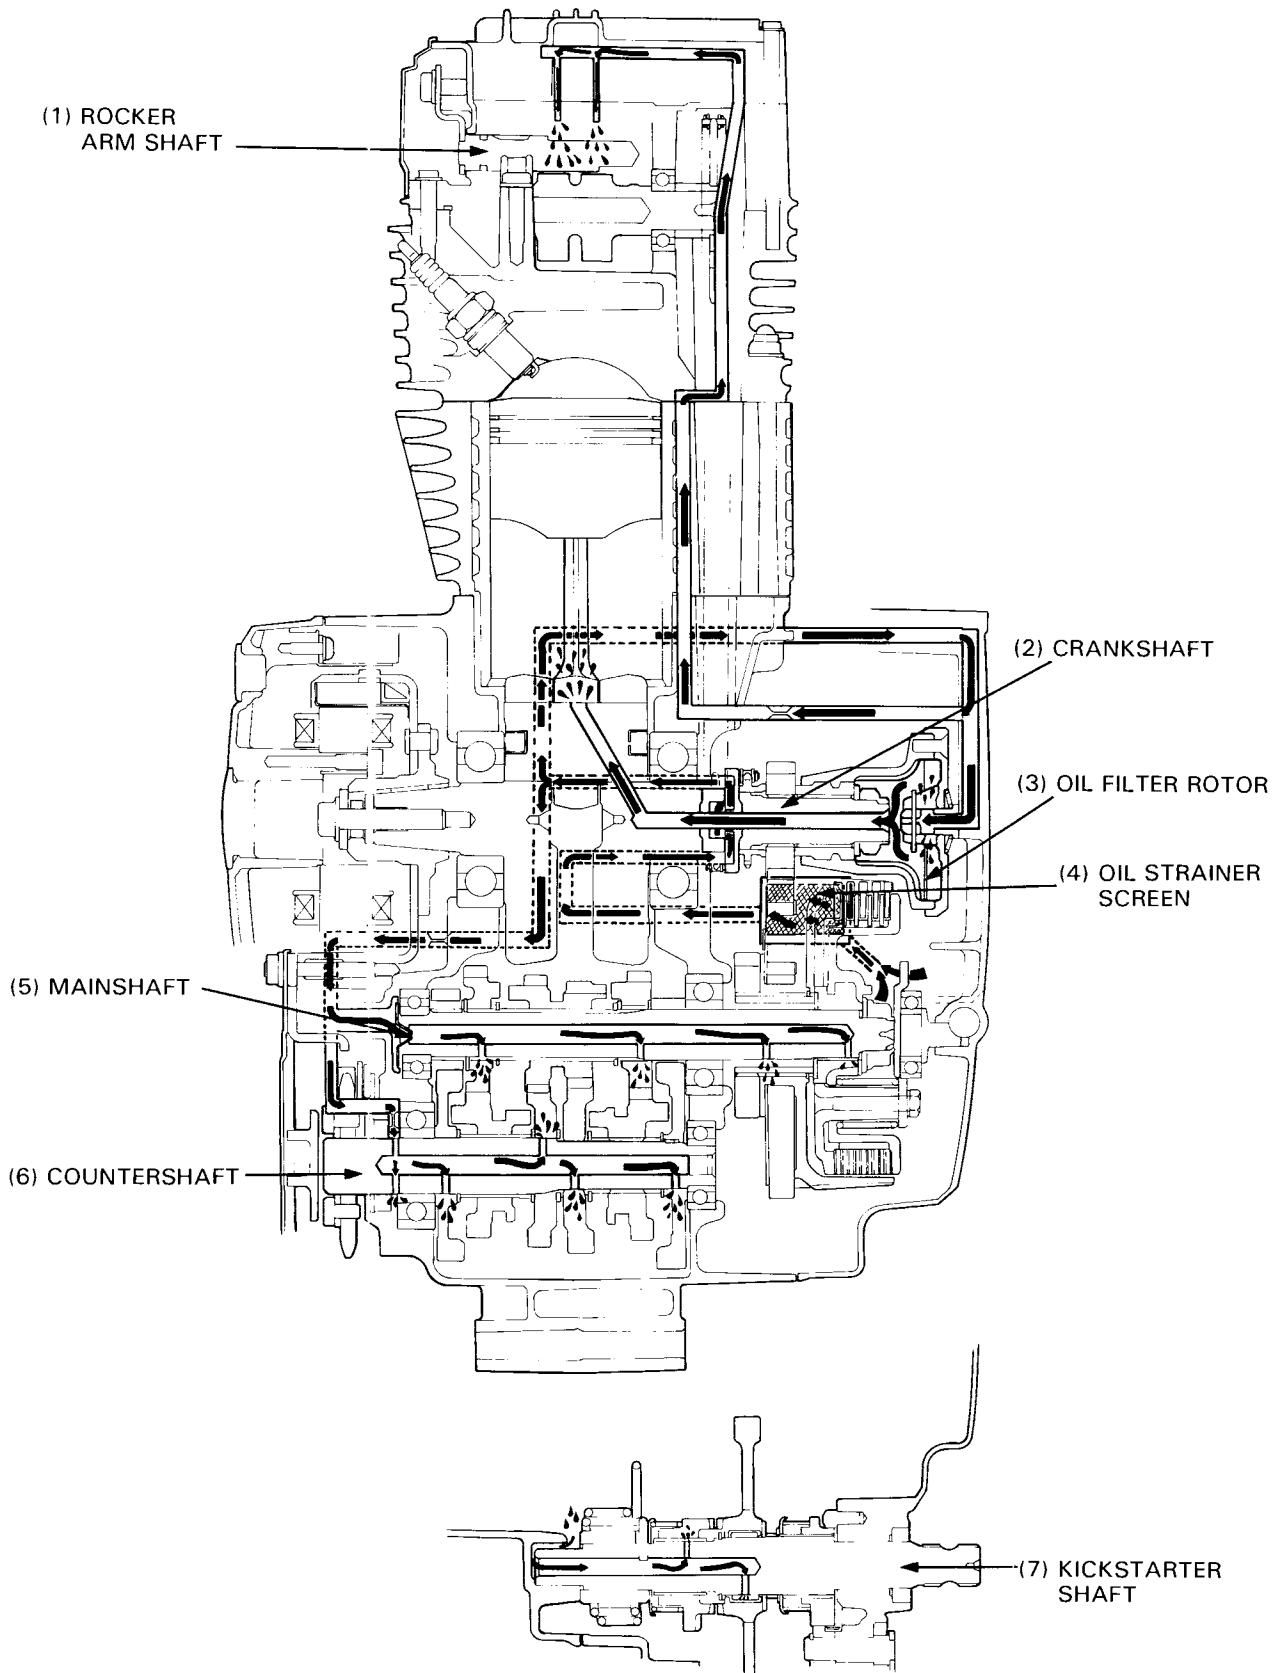 (1) ROCKER
ARM SHAFT
(2) CRANKSHAFT
(3) OIL FILTER ROTOR
(4) OIL STRAINER
SCREEN
(5) MAINSHAFT
(6) COUNTERSHAFT
(7) KICKSTARTER
SHAFT